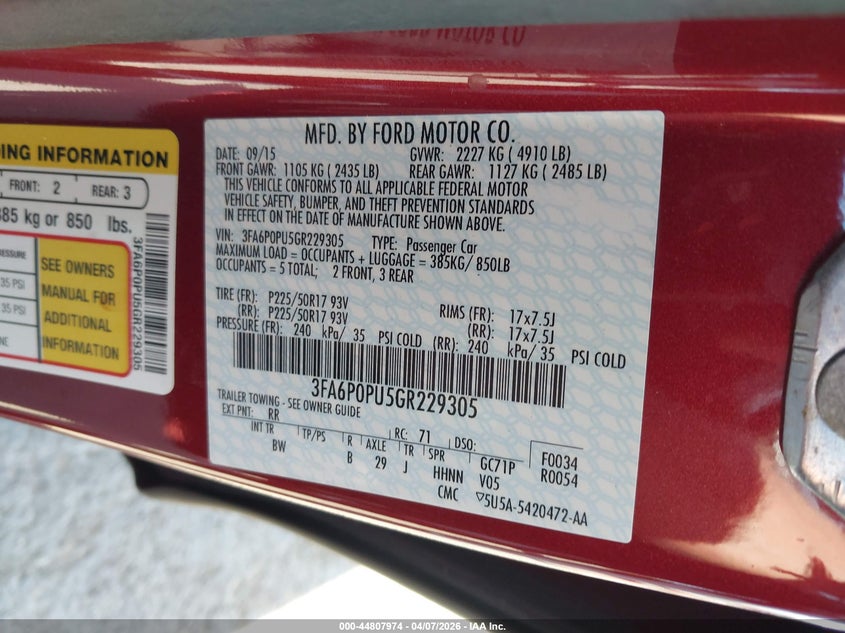 MFD. BY FORD MOTOR CO.
DATE: 09/15 GVWR: 2227 KG ( 4910 LB)
FRONT GAWR: 1105 KG ( 2435 LB) REAR GAWR: 1127 KG ( 2485 LB)
THIS VEHICLE CONFORMS TO ALL APPLICABLE FEDERAL MOTOR
VEHICLE SAFETY, BUMPER, AND THEFT PREVENTION STANDARDS
IN EFFECT ON THE DATE OF MANUFACTURE SHOWN ABOVE.
VIN: 3FA6P0PU5GR229305 TYPE: Passenger Car
MAXIMUM LOAD = OCCUPANTS + LUGGAGE = 385KG/ 850LB
OCCUPANTS = 5 TOTAL; 2 FRONT, 3 REAR
TIRE (FR): P225/50R17 93V RIMS (FR): 17x7.5J
(RR): P225/50R17 93V (RR): 17x7.5J
PRESSURE (FR): 240 kPa/ 35 PSI COLD (RR): 240 kPa/ 35 PSI COLD
3FA6P0PU5GR229305
TRAILER TOWING - SEE OWNER GUIDE
EXT PNT: RR RC: 71 DSO: F0034
INT TR TP/PS R AXLE TR SPR GC71P R0054
BW B 29 J HHNN V05
CMC ▽5U5A-5420472-AA
ING INFORMATION
FRONT: 2 REAR: 3
385 kg or 850 lbs.
ESSURE
35 PSI
35 PSI
NE
SEE OWNERS
MANUAL FOR
ADDITIONAL
INFORMATION
3FA6P0PU5GR229305
000-44807974 | 04/07/2026 - IAA Inc.